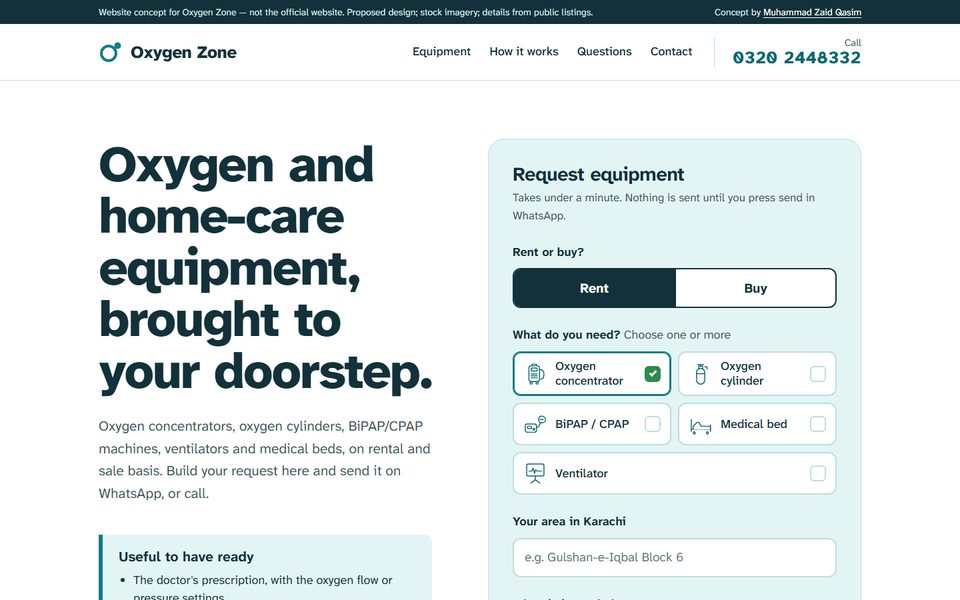 Website concept for Oxygen Zone — not the official website. Proposed design; stock imagery; details from public listings.
Concept by Muhammad Zaid Qasim
Oxygen Zone
Equipment
How it works
Questions
Contact
Call
0320 2448332
Oxygen and
home-care
equipment,
brought to
your doorstep.
Oxygen concentrators, oxygen cylinders, BiPAP/CPAP
machines, ventilators and medical beds, on rental and
sale basis. Build your request here and send it on
WhatsApp, or call.
Useful to have ready
• The doctor's prescription, with the oxygen flow or
pressure settings
Request equipment
Takes under a minute. Nothing is sent until you press send in
WhatsApp.
Rent or buy?
Rent
Buy
What do you need? Choose one or more
Oxygen
concentrator
Oxygen
cylinder
BiPAP / CPAP
Medical bed
Ventilator
Your area in Karachi
e.g. Gulshan-e-Iqbal Block 6